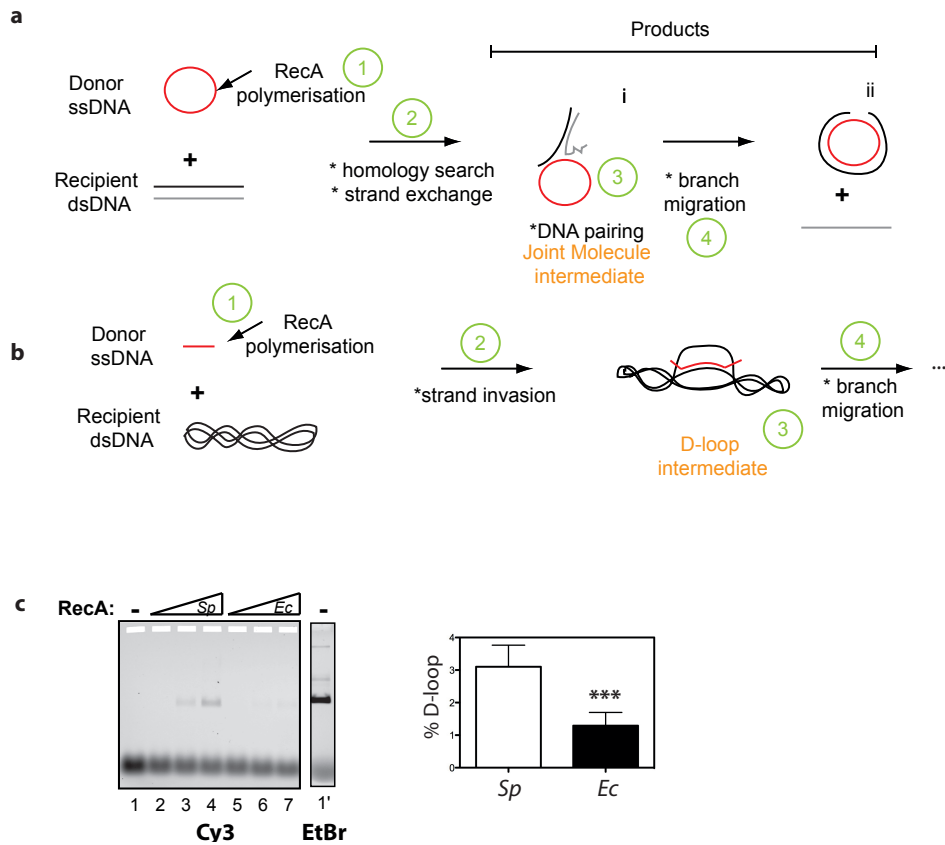 a
Products
Donor
ssDNA
RecA
polymerisation
1
+
Recipient
dsDNA
2
* homology search
* strand exchange
i
3
*DNA pairing
Joint Molecule
intermediate
* branch
migration
4
ii
+
b
Donor
ssDNA
1
RecA
polymerisation
+
Recipient
dsDNA
2
*strand invasion
3
D-loop
intermediate
4
* branch
migration
...
c
RecA: - Sp Ec -
1 2 3 4 5 6 7 1'
Cy3 EtBr
% D-loop
4
3
2
1
0
***
Sp Ec